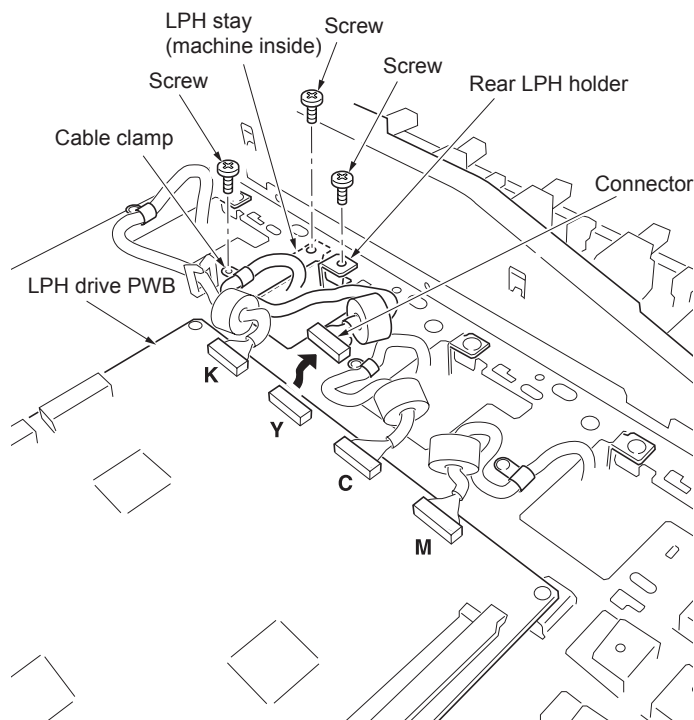 LPH stay
(machine inside)
Screw
Screw
Screw
Rear LPH holder
Cable clamp
Connector
LPH drive PWB
K
Y
C
M